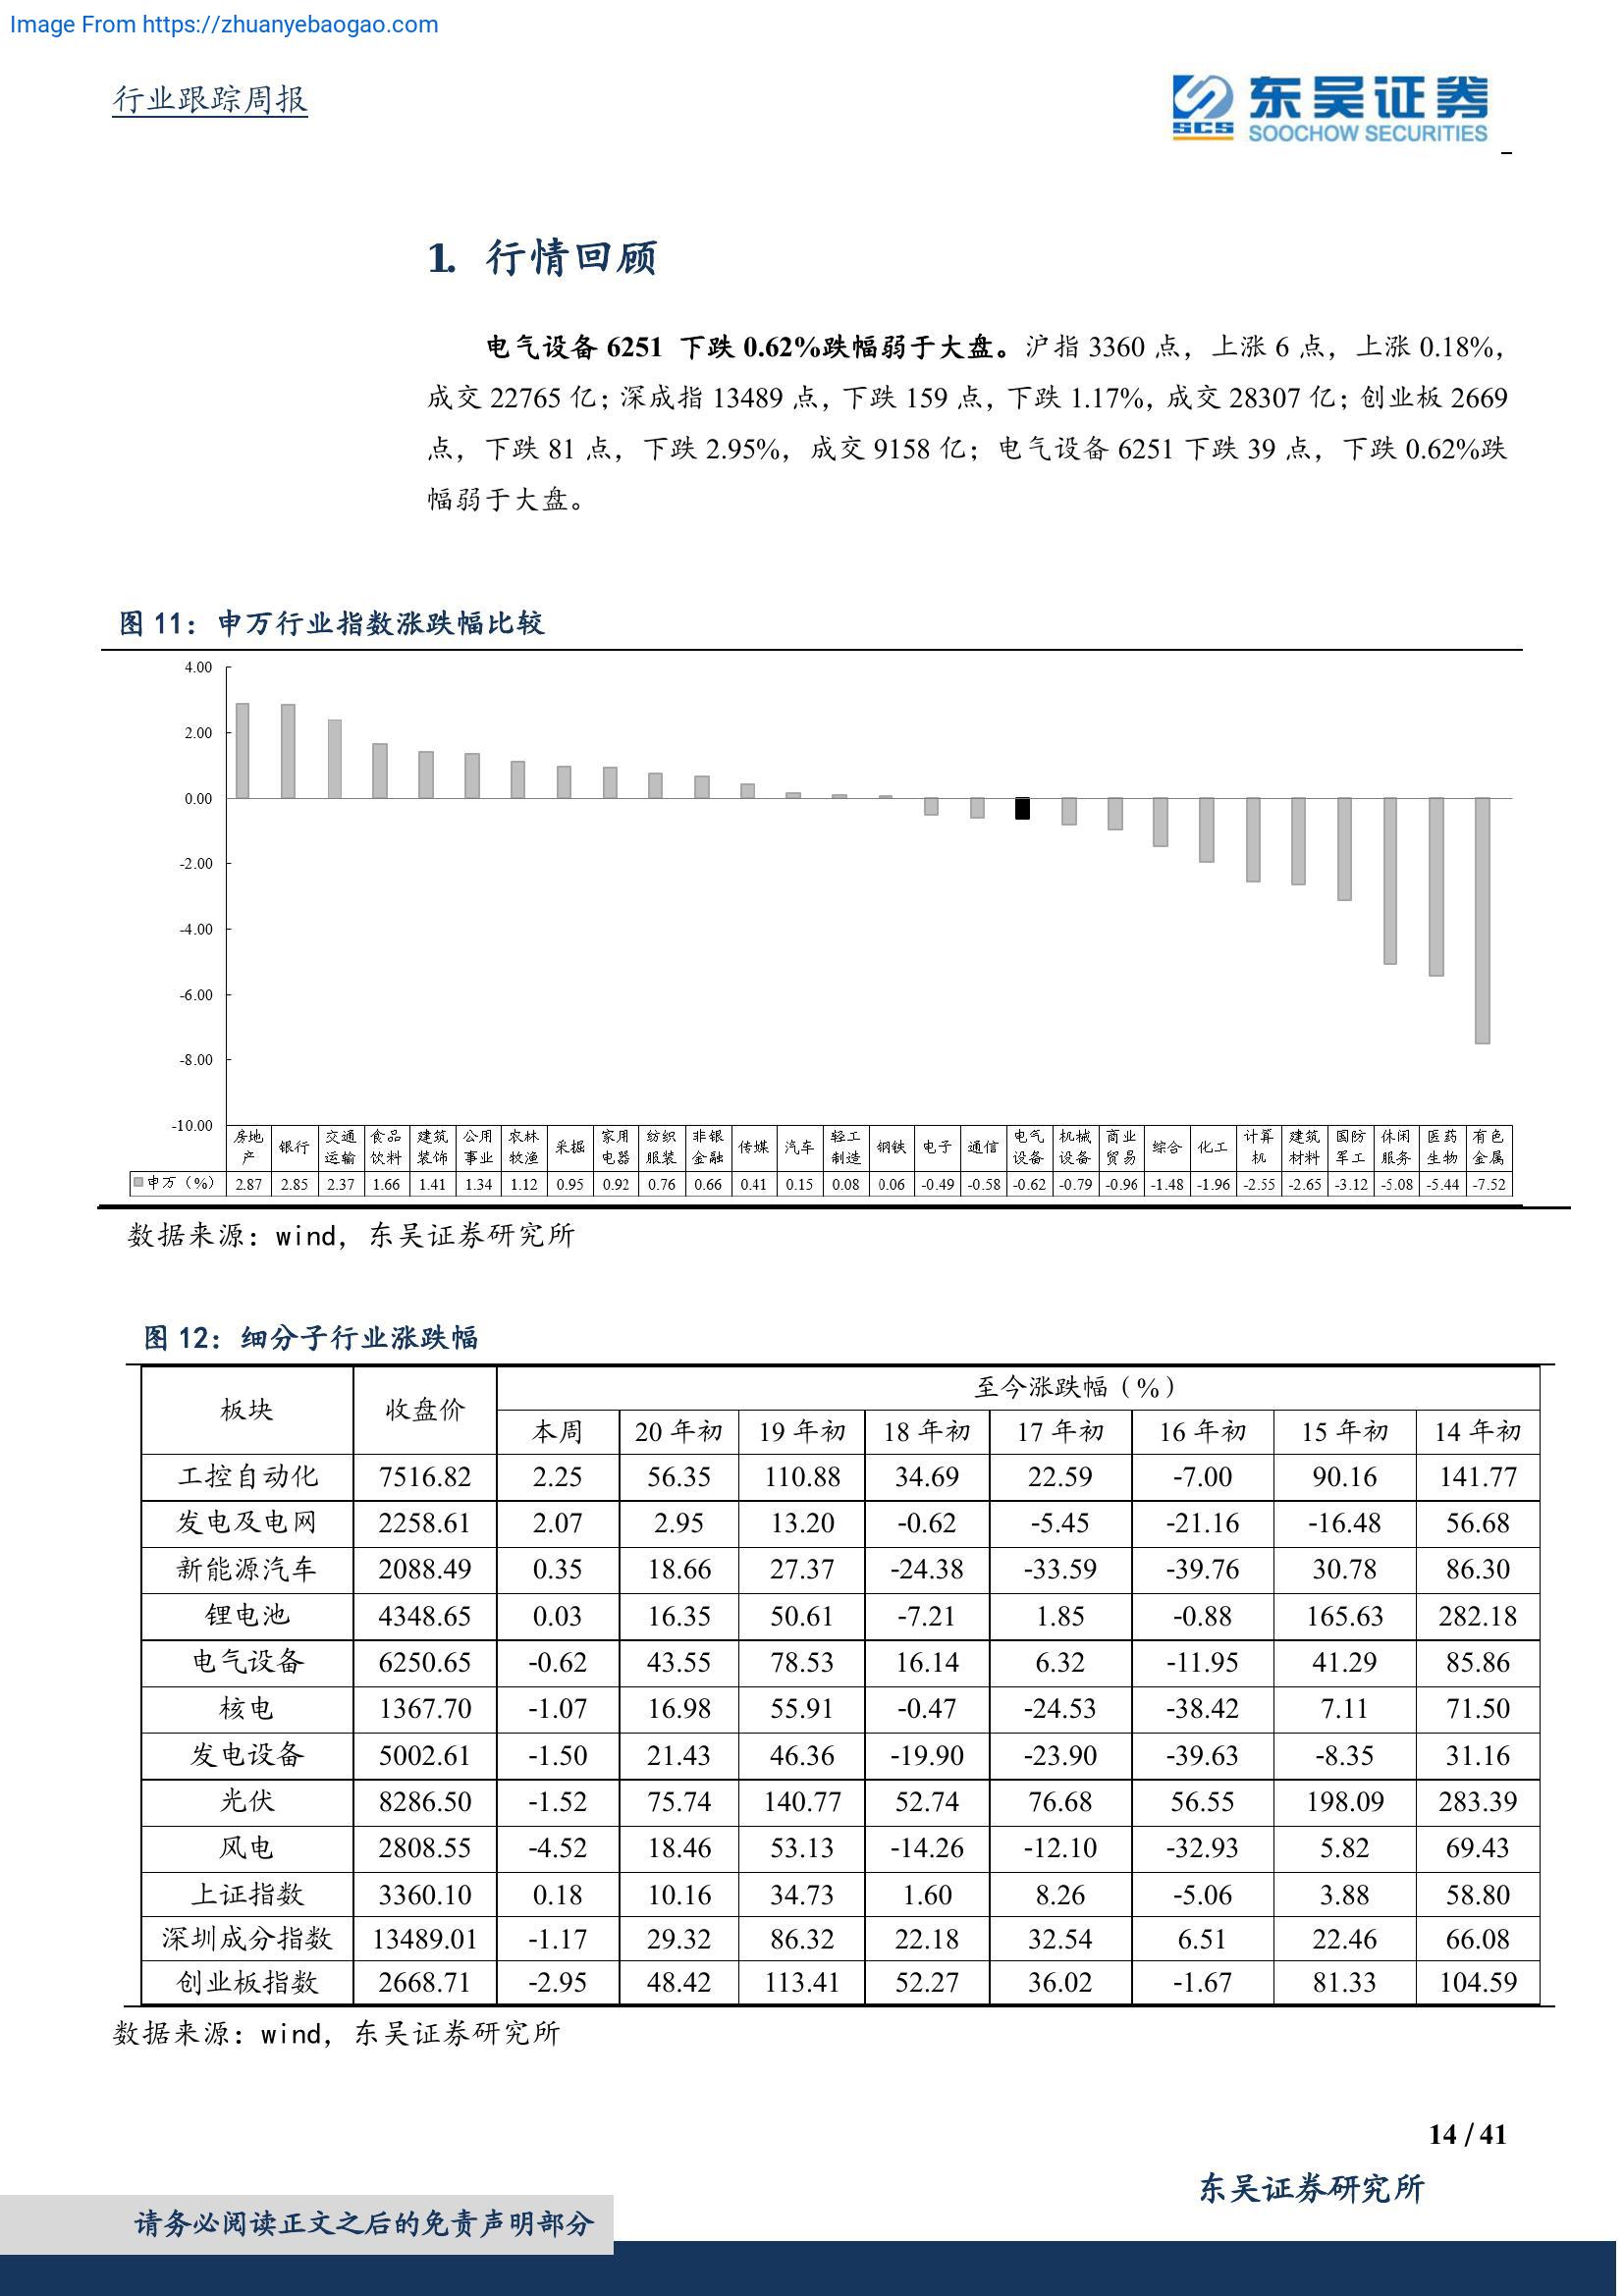 Image From https://zhuanyebaogao.com
行业跟踪周报
东吴证券
SCS SOOCHOW SECURITIES
1. 行情回顾
电气设备 6251 下跌 0.62%跌幅弱于大盘。沪指 3360 点，上涨 6 点，上涨 0.18%，
成交 22765 亿；深成指 13489 点，下跌 159 点，下跌 1.17%，成交 28307 亿；创业板 2669
点，下跌 81 点，下跌 2.95%，成交 9158 亿；电气设备 6251 下跌 39 点，下跌 0.62%跌
幅弱于大盘。
图 11：申万行业指数涨跌幅比较
4.00
2.00
0.00
-2.00
-4.00
-6.00
-8.00
-10.00
房地产 银行 交通运输 食品饮料 建筑装饰 公用事业 农林牧渔 采掘 家用电器 纺织服装 非银金融 传媒 汽车 轻工制造 钢铁 电子 通信 电气设备 机械设备 商业贸易 综合 化工 计算机 建筑材料 国防军工 休闲服务 医药生物 有色金属
申万（%） 2.87 2.85 2.37 1.66 1.41 1.34 1.12 0.95 0.92 0.76 0.66 0.41 0.15 0.08 0.06 -0.49 -0.58 -0.62 -0.79 -0.96 -1.48 -1.96 -2.55 -2.65 -3.12 -5.08 -5.44 -7.52
数据来源：wind，东吴证券研究所
图 12：细分子行业涨跌幅
板块 收盘价 至今涨跌幅（%）
本周 20 年初 19 年初 18 年初 17 年初 16 年初 15 年初 14 年初
工控自动化 7516.82 2.25 56.35 110.88 34.69 22.59 -7.00 90.16 141.77
发电及电网 2258.61 2.07 2.95 13.20 -0.62 -5.45 -21.16 -16.48 56.68
新能源汽车 2088.49 0.35 18.66 27.37 -24.38 -33.59 -39.76 30.78 86.30
锂电池 4348.65 0.03 16.35 50.61 -7.21 1.85 -0.88 165.63 282.18
电气设备 6250.65 -0.62 43.55 78.53 16.14 6.32 -11.95 41.29 85.86
核电 1367.70 -1.07 16.98 55.91 -0.47 -24.53 -38.42 7.11 71.50
发电设备 5002.61 -1.50 21.43 46.36 -19.90 -23.90 -39.63 -8.35 31.16
光伏 8286.50 -1.52 75.74 140.77 52.74 76.68 56.55 198.09 283.39
风电 2808.55 -4.52 18.46 53.13 -14.26 -12.10 -32.93 5.82 69.43
上证指数 3360.10 0.18 10.16 34.73 1.60 8.26 -5.06 3.88 58.80
深圳成分指数 13489.01 -1.17 29.32 86.32 22.18 32.54 6.51 22.46 66.08
创业板指数 2668.71 -2.95 48.42 113.41 52.27 36.02 -1.67 81.33 104.59
数据来源：wind，东吴证券研究所
14 / 41
东吴证券研究所
请务必阅读正文之后的免责声明部分